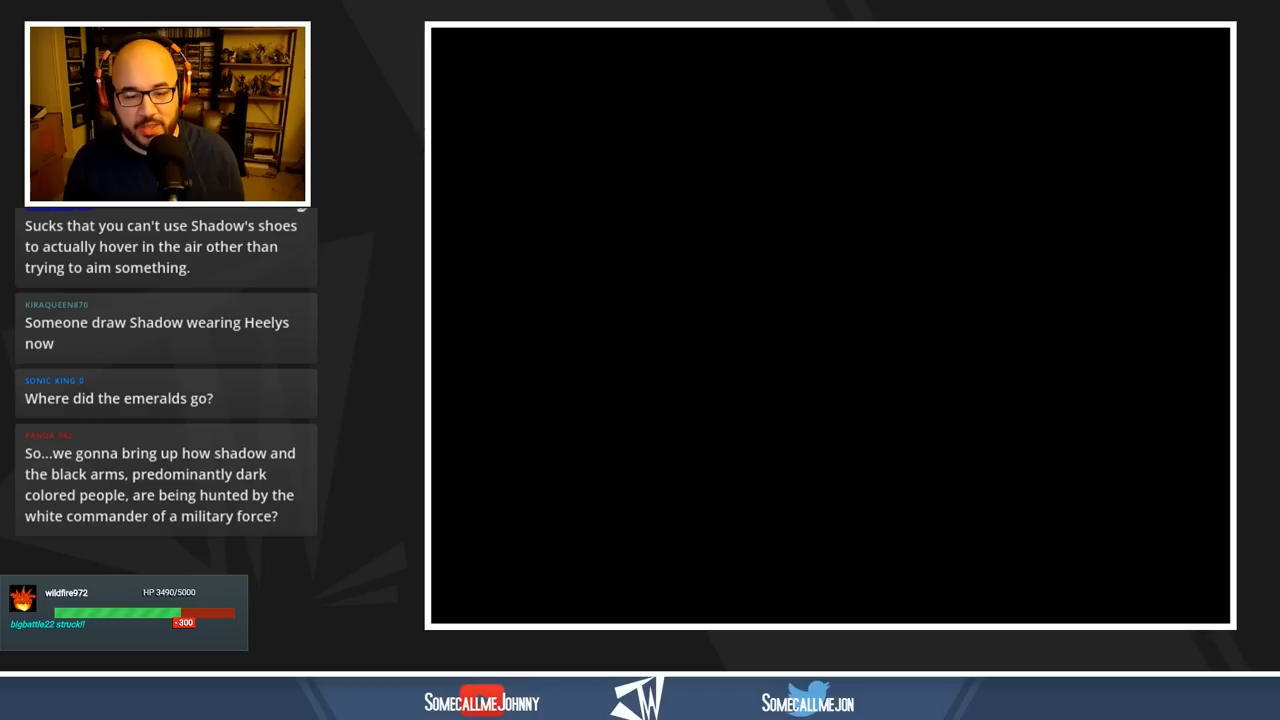 Sucks that you can't use Shadow's shoes
to actually hover in the air other than
trying to aim something.
KIRAQUEEN870
Someone draw Shadow wearing Heelys
now
SONIC KING 0
Where did the emeralds go?
So...we gonna bring up how shadow and
the black arms, predominantly dark
colored people, are being hunted by the
white commander of a military force?
wildfire972
HP 3490/5000
bigbattle22 struck!!
-300
SOMECALLMEJOHNNY
SOMECALLMEJON